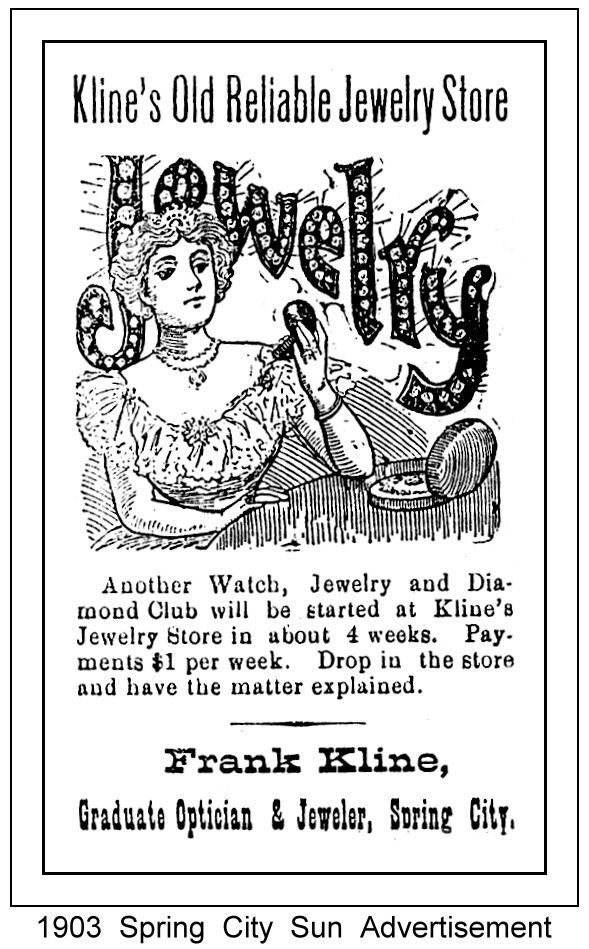 Kline's Old Reliable Jewelry Store
Jewelry
Another Watch, Jewelry and Dia-
mond Club will be started at Kline's
Jewelry Store in about 4 weeks. Pay-
ments $1 per week. Drop in the store
and have the matter explained.
Frank Kline,
Graduate Optician & Jeweler, Spring City.
1903 Spring City Sun Advertisement